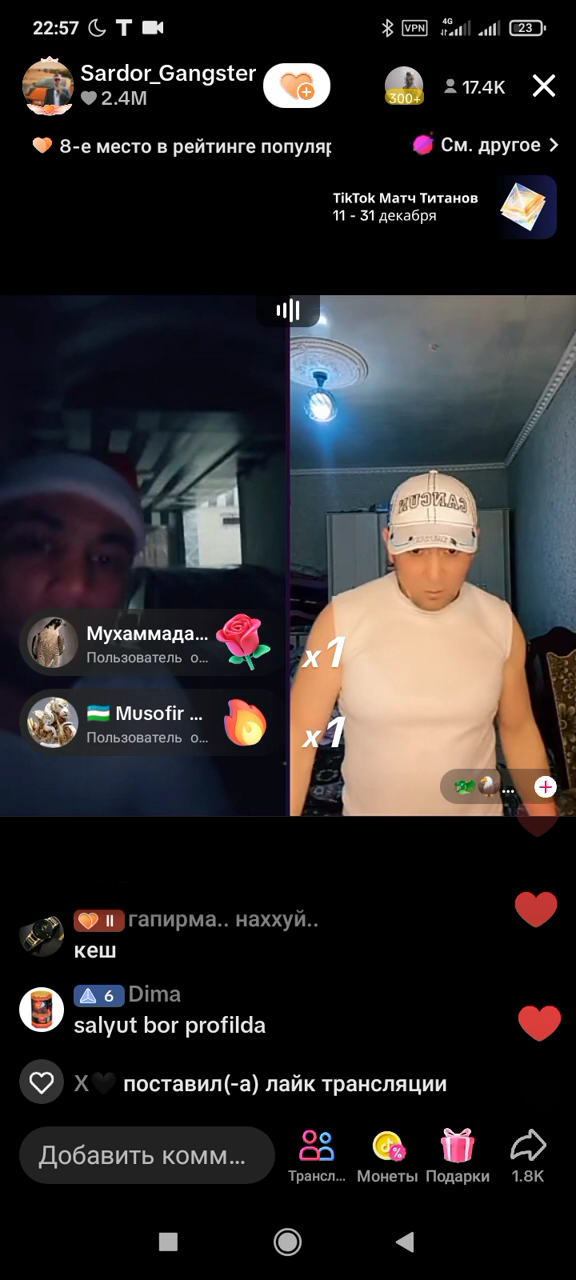 22:57
VPN
4G
23
Sardor_Gangster
2.4M
300+
17.4K
8-е место в рейтинге популяр
См. другое
TikTok Матч Титанов
11 - 31 декабря
CANCUN
Мухаммада...
Пользователь о...
x1
Musofir ...
Пользователь о...
x1
...
II гапирма.. наххуй..
кеш
6 Dima
salyut bor profilda
X🖤 поставил(-а) лайк трансляции
Добавить комм...
Трансл...
Монеты
Подарки
1.8K